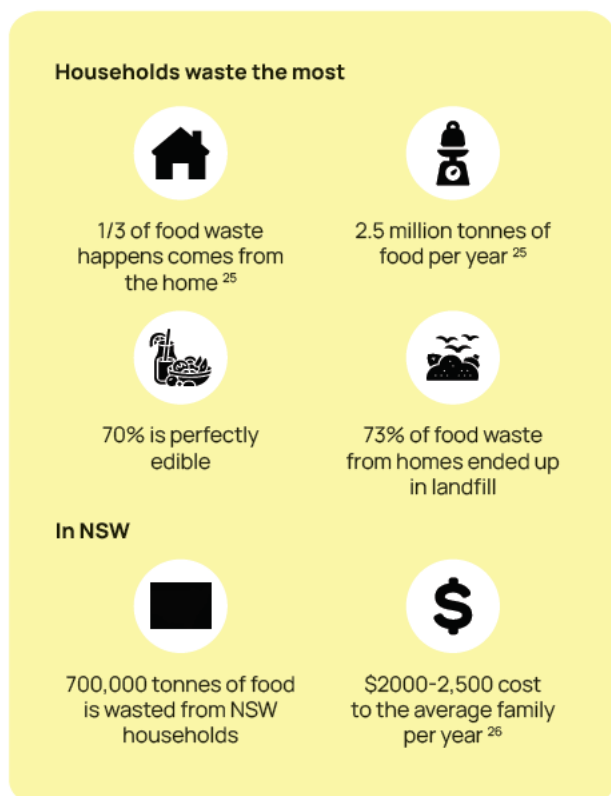 Households waste the most
1/3 of food waste
happens comes from
the home ²⁵
2.5 million tonnes of
food per year ²⁵
70% is perfectly
edible
73% of food waste
from homes ended up
in landfill
In NSW
700,000 tonnes of food
is wasted from NSW
households
$
$2000-2,500 cost
to the average family
per year ²⁶